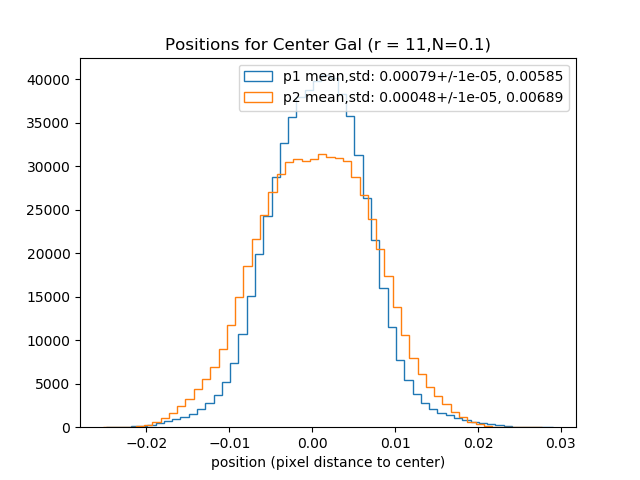 Positions for Center Gal (r = 11,N=0.1)
p1 mean,std: 0.00079+/-1e-05, 0.00585
p2 mean,std: 0.00048+/-1e-05, 0.00689
40000
35000
30000
25000
20000
15000
10000
5000
0
−0.02 −0.01 0.00 0.01 0.02 0.03
position (pixel distance to center)